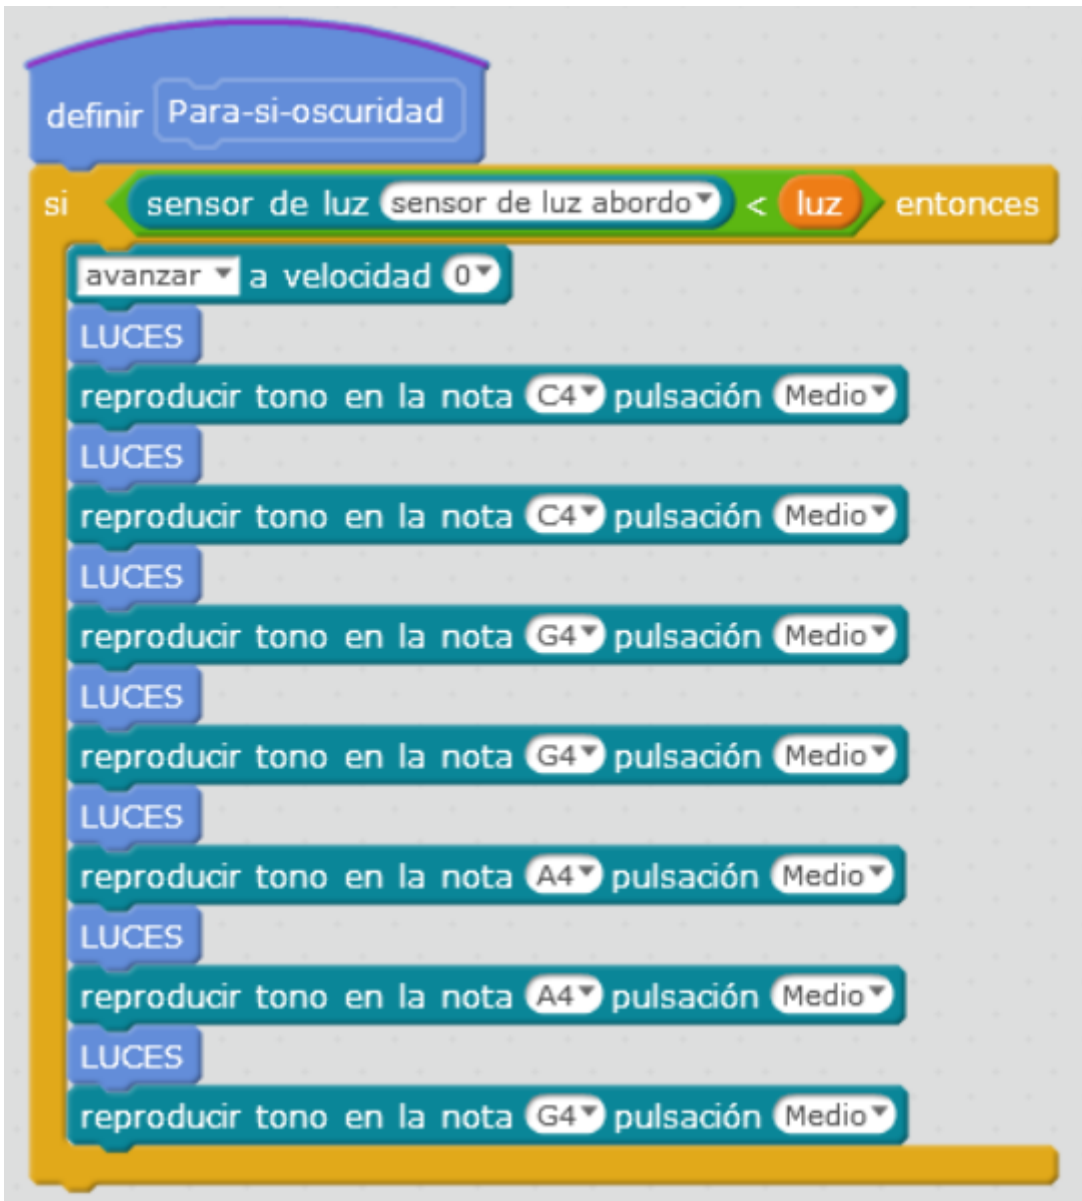 definir Para-si-oscuridad
si sensor de luz sensor de luz abordo < luz entonces
avanzar a velocidad 0
LUCES
reproducir tono en la nota C4 pulsación Medio
LUCES
reproducir tono en la nota C4 pulsación Medio
LUCES
reproducir tono en la nota G4 pulsación Medio
LUCES
reproducir tono en la nota G4 pulsación Medio
LUCES
reproducir tono en la nota A4 pulsación Medio
LUCES
reproducir tono en la nota A4 pulsación Medio
LUCES
reproducir tono en la nota G4 pulsación Medio